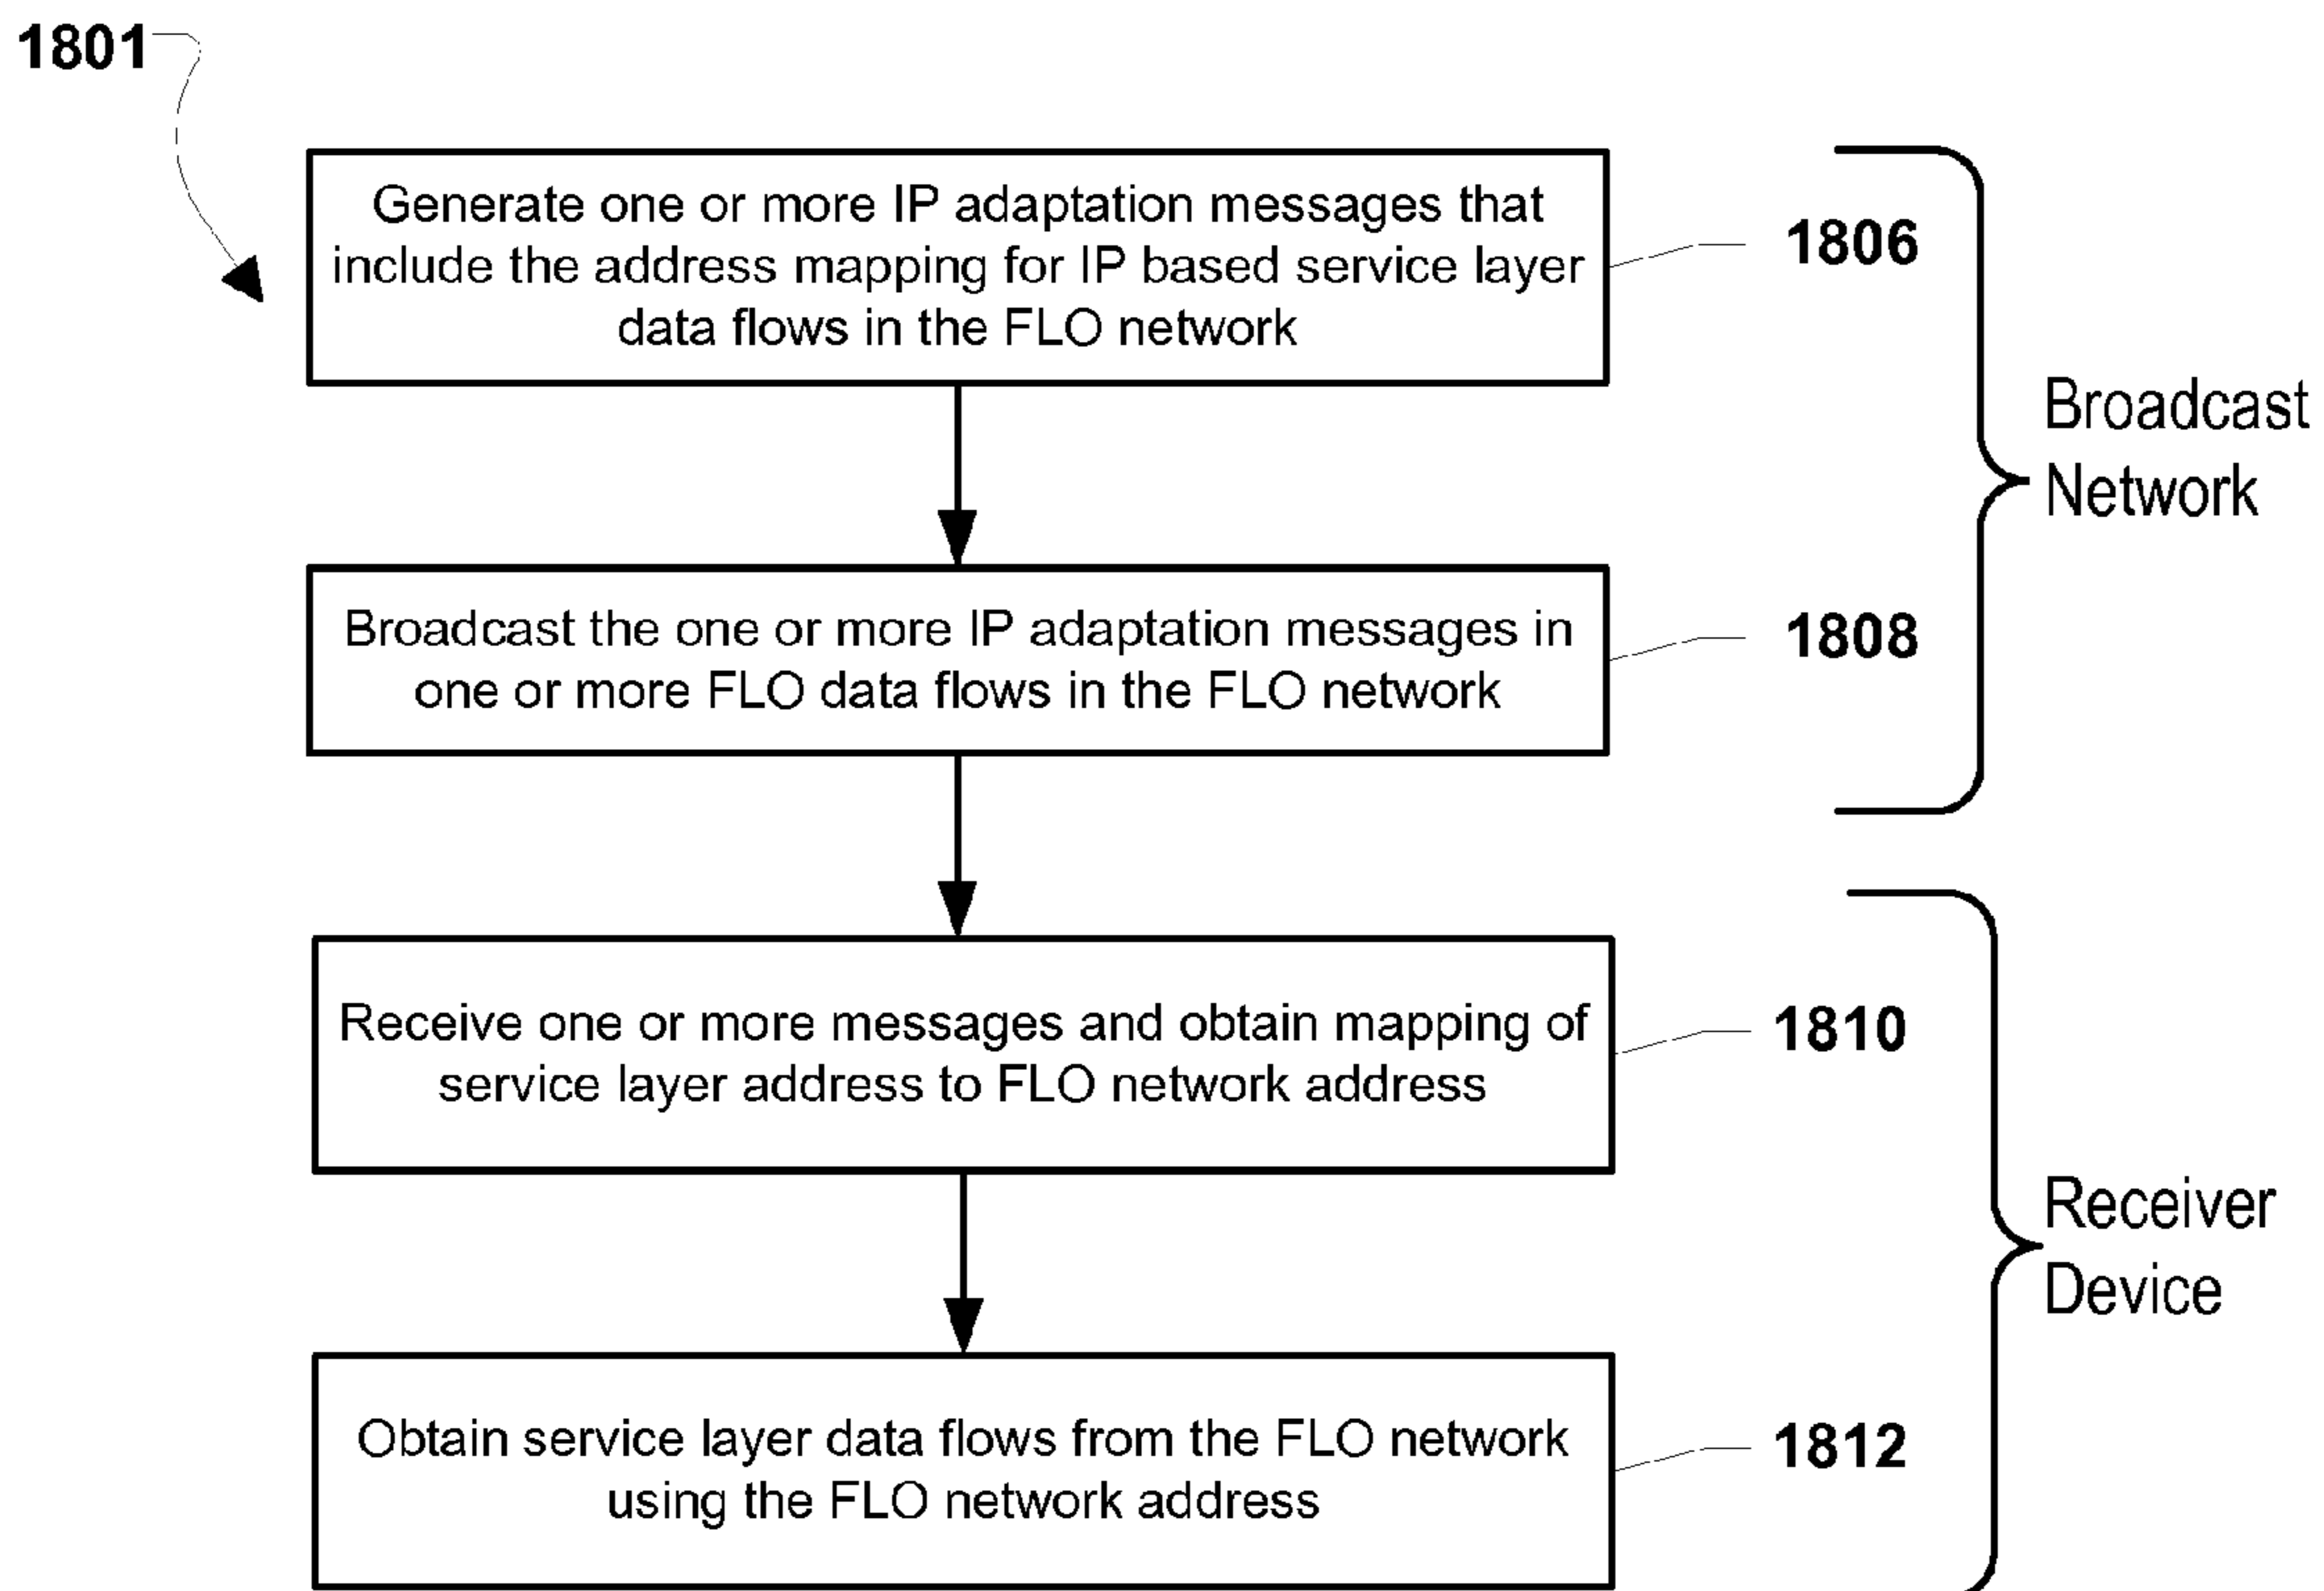 1801
Generate one or more IP adaptation messages that
include the address mapping for IP based service layer
data flows in the FLO network
1806
Broadcast the one or more IP adaptation messages in
one or more FLO data flows in the FLO network
1808
Broadcast
Network
Receive one or more messages and obtain mapping of
service layer address to FLO network address
1810
Obtain service layer data flows from the FLO network
using the FLO network address
1812
Receiver
Device